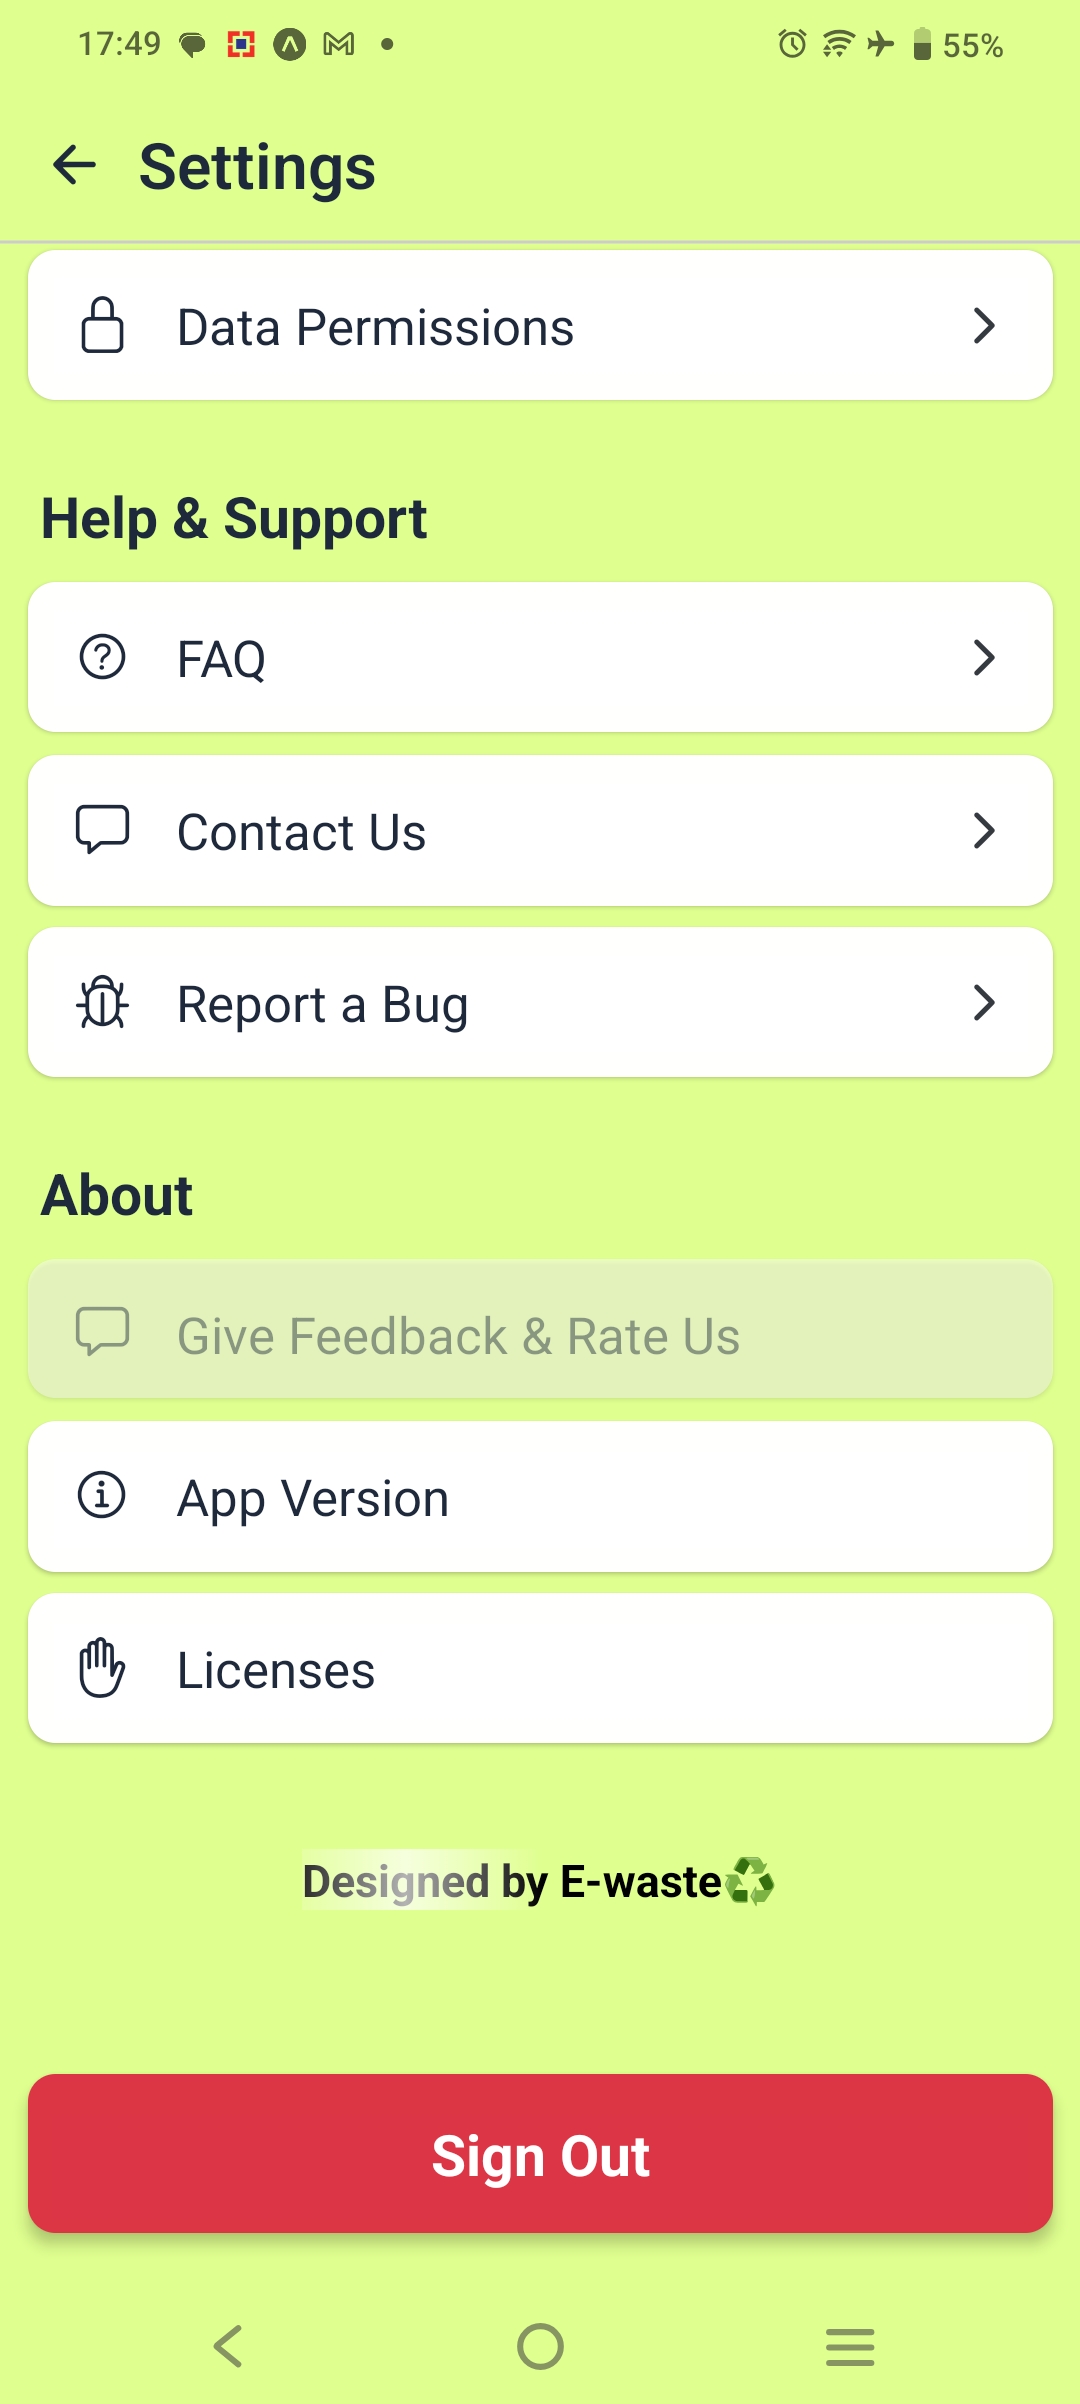 17:49 55%
Settings
Data Permissions
Help & Support
FAQ
Contact Us
Report a Bug
About
Give Feedback & Rate Us
App Version
Licenses
Designed by E-waste♻️
Sign Out